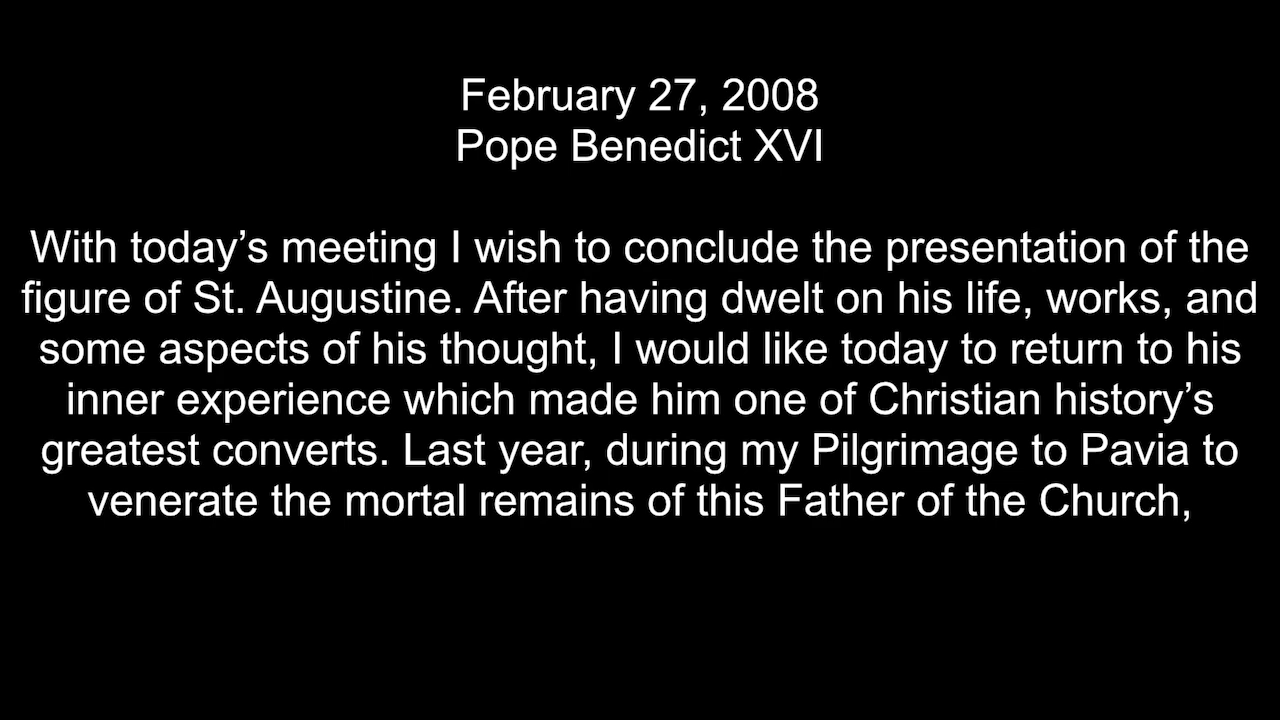 February 27, 2008
Pope Benedict XVI
With today’s meeting I wish to conclude the presentation of the
figure of St. Augustine. After having dwelt on his life, works, and
some aspects of his thought, I would like today to return to his
inner experience which made him one of Christian history’s
greatest converts. Last year, during my Pilgrimage to Pavia to
venerate the mortal remains of this Father of the Church,